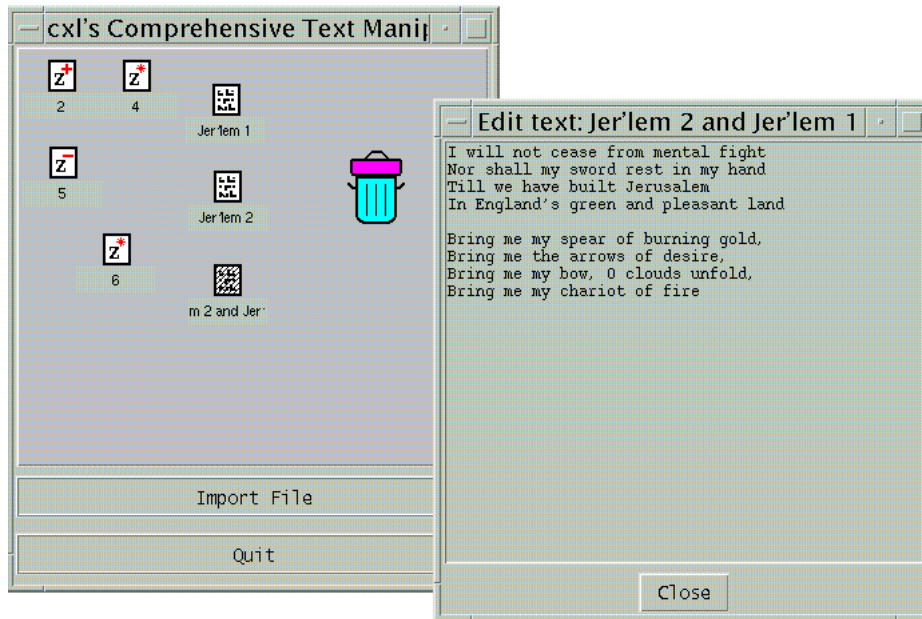 cxl's Comprehensive Text Manip
z+
z*
2
4
Jer'lem 1
z-
5
Jer'lem 2
z*
6
m 2 and Jer'
Import File
Quit
Edit text: Jer'lem 2 and Jer'lem 1
I will not cease from mental fight
Nor shall my sword rest in my hand
Till we have built Jerusalem
In England's green and pleasant land
Bring me my spear of burning gold,
Bring me the arrows of desire,
Bring me my bow, O clouds unfold,
Bring me my chariot of fire
Close